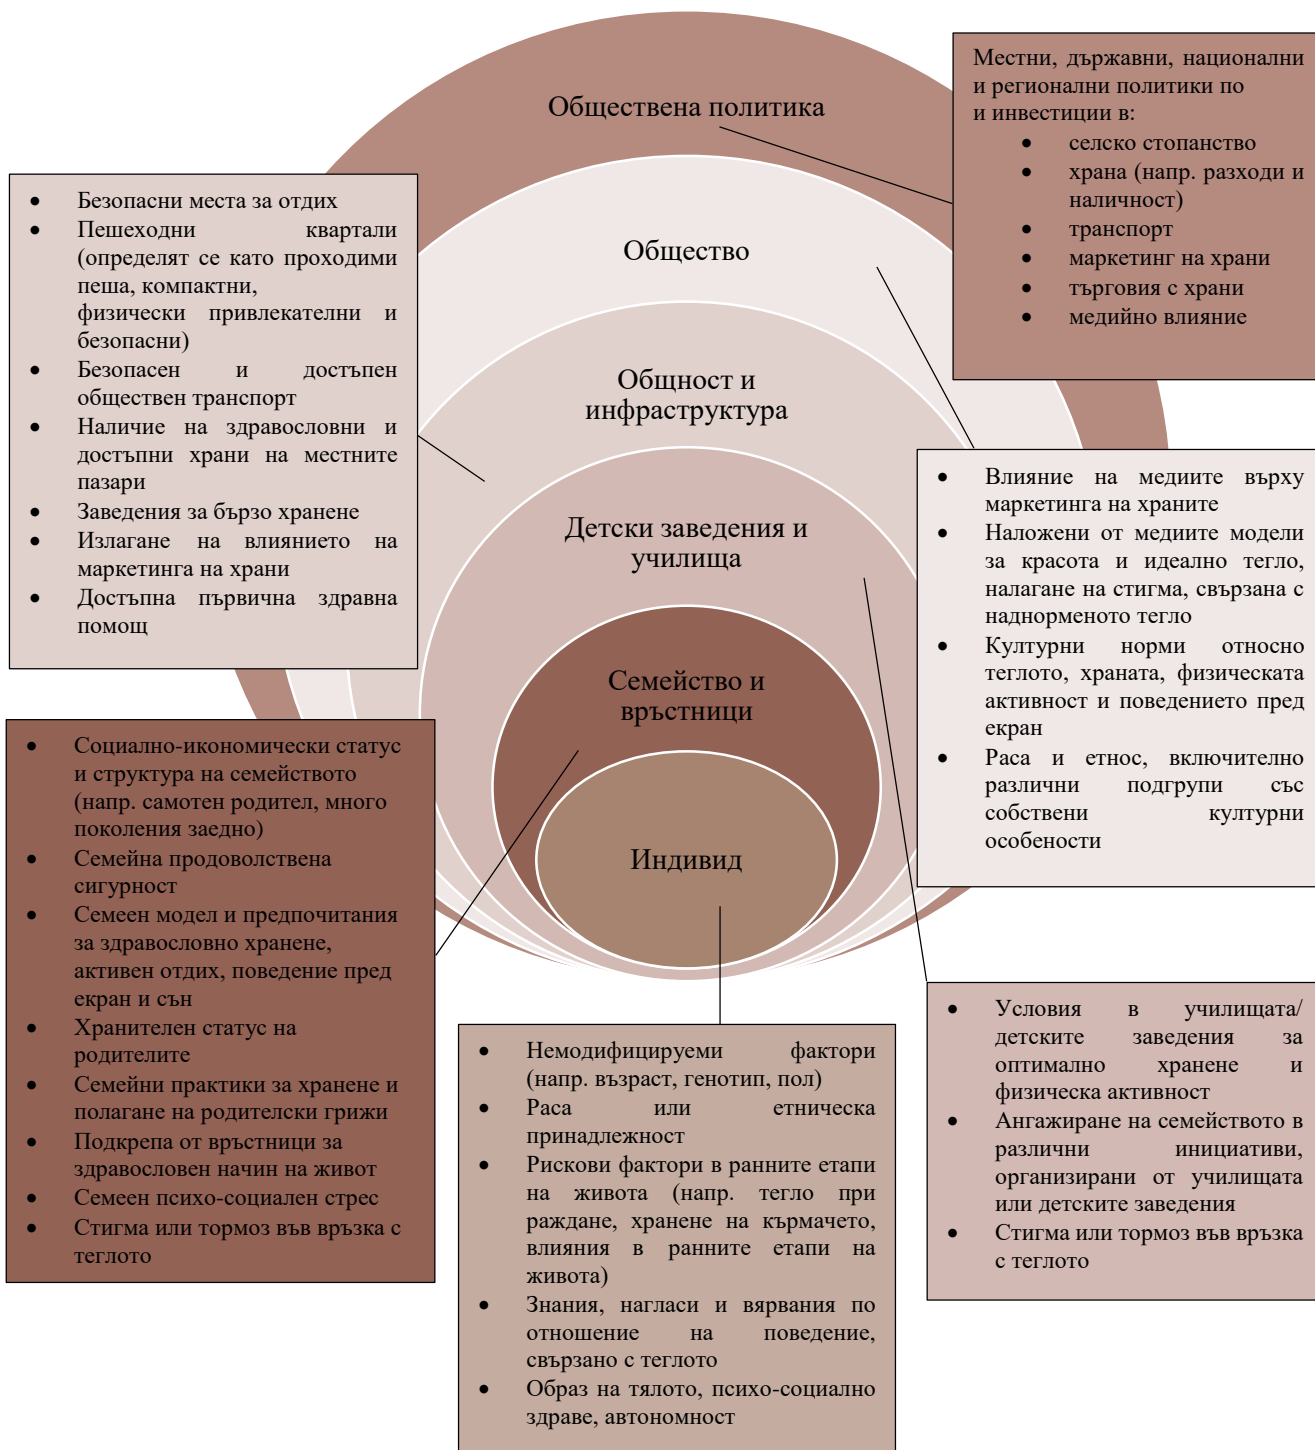 Обществена политика
Общество
Общност и
инфраструктура
Детски заведения и
училища
Семейство и
връстници
Индивид
Местни, държавни, национални
и регионални политики по
и инвестиции в:
• селско стопанство
• храна (напр. разходи и
наличност)
• транспорт
• маркетинг на храни
• търговия с храни
• медийно влияние
• Безопасни места за отдих
• Пешеходни квартали
(определят се като проходими
пеша, компактни,
физически привлекателни и
безопасни)
• Безопасен и достъпен
обществен транспорт
• Наличие на здравословни и
достъпни храни на местните
пазари
• Заведения за бързо хранене
• Излагане на влиянието на
маркетинга на храни
• Достъпна първична здравна
помощ
• Влияние на медиите върху
маркетинга на храните
• Наложени от медиите модели
за красота и идеално тегло,
налагане на стигма, свързана с
наднорменото тегло
• Културни норми относно
теглото, храната, физическата
активност и поведението пред
екран
• Раса и етнос, включително
различни подгрупи със
собствени културни
особености
• Социално-икономически статус
и структура на семейството
(напр. самотен родител, много
поколения заедно)
• Семейна продоволствена
сигурност
• Семеен модел и предпочитания
за здравословно хранене,
активен отдих, поведение пред
екран и сън
• Хранителен статус на
родителите
• Семейни практики за хранене и
полагане на родителски грижи
• Подкрепа от връстници за
здравословен начин на живот
• Семеен психо-социален стрес
• Стигма или тормоз във връзка с
теглото
• Немодифицируеми фактори
(напр. възраст, генотип, пол)
• Раса или етническа
принадлежност
• Рискови фактори в ранните етапи
на живота (напр. тегло при
раждане, хранене на кърмачето,
влияния в ранните етапи на
живота)
• Знания, нагласи и вярвания по
отношение на поведение,
свързано с теглото
• Образ на тялото, психо-социално
здраве, автономност
• Условия в училищата/
детските заведения за
оптимално хранене и
физическа активност
• Ангажиране на семейството в
различни инициативи,
организирани от училищата
или детските заведения
• Стигма или тормоз във връзка
с теглото